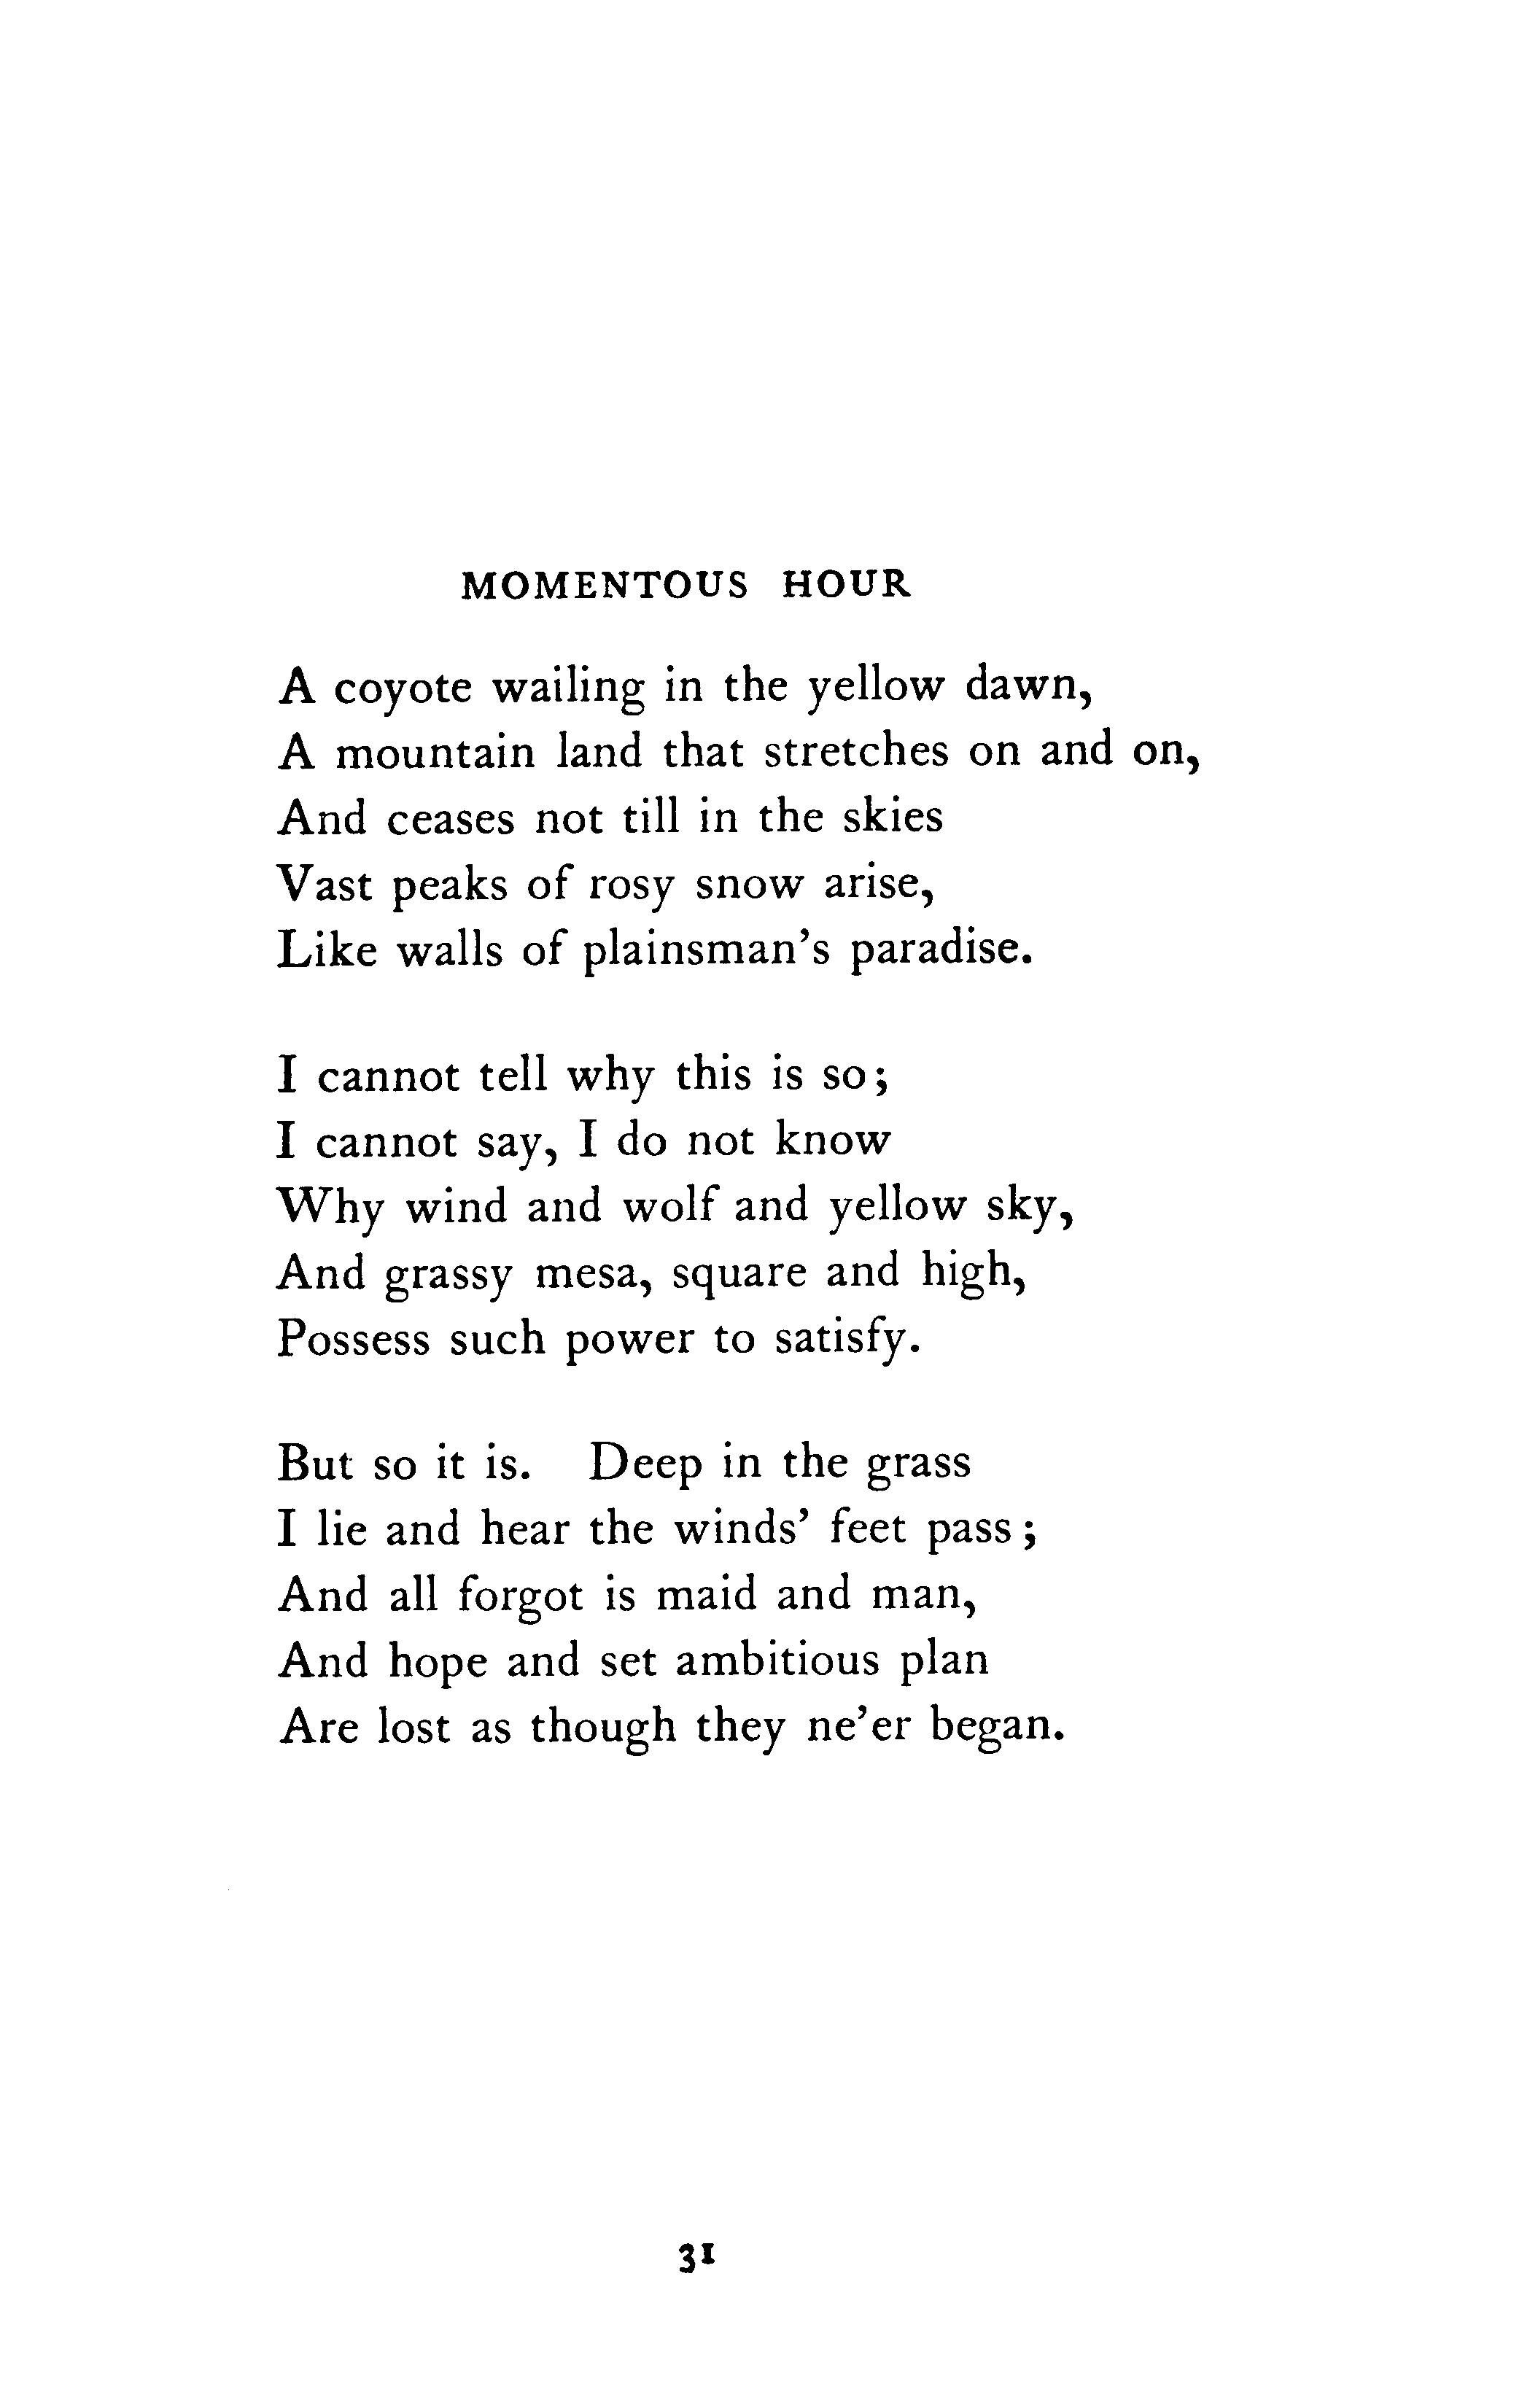 MOMENTOUS HOUR
A coyote wailing in the yellow dawn,
A mountain land that stretches on and on,
And ceases not till in the skies
Vast peaks of rosy snow arise,
Like walls of plainsman’s paradise.
I cannot tell why this is so;
I cannot say, I do not know
Why wind and wolf and yellow sky,
And grassy mesa, square and high,
Possess such power to satisfy.
But so it is. Deep in the grass
I lie and hear the winds’ feet pass;
And all forgot is maid and man,
And hope and set ambitious plan
Are lost as though they ne’er began.
31